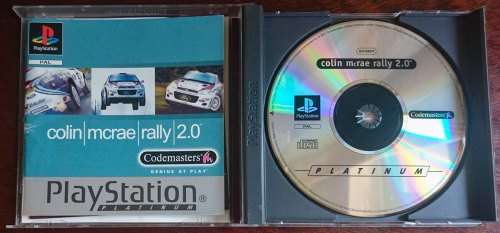 PlayStation
PAL
colin mcrae rally 2.0
Codemasters
GENIUS AT PLAY
PlayStation®
PLATINUM
colin mcrae rally 2.0
PlayStation
PAL
Codemasters
PLATINUM